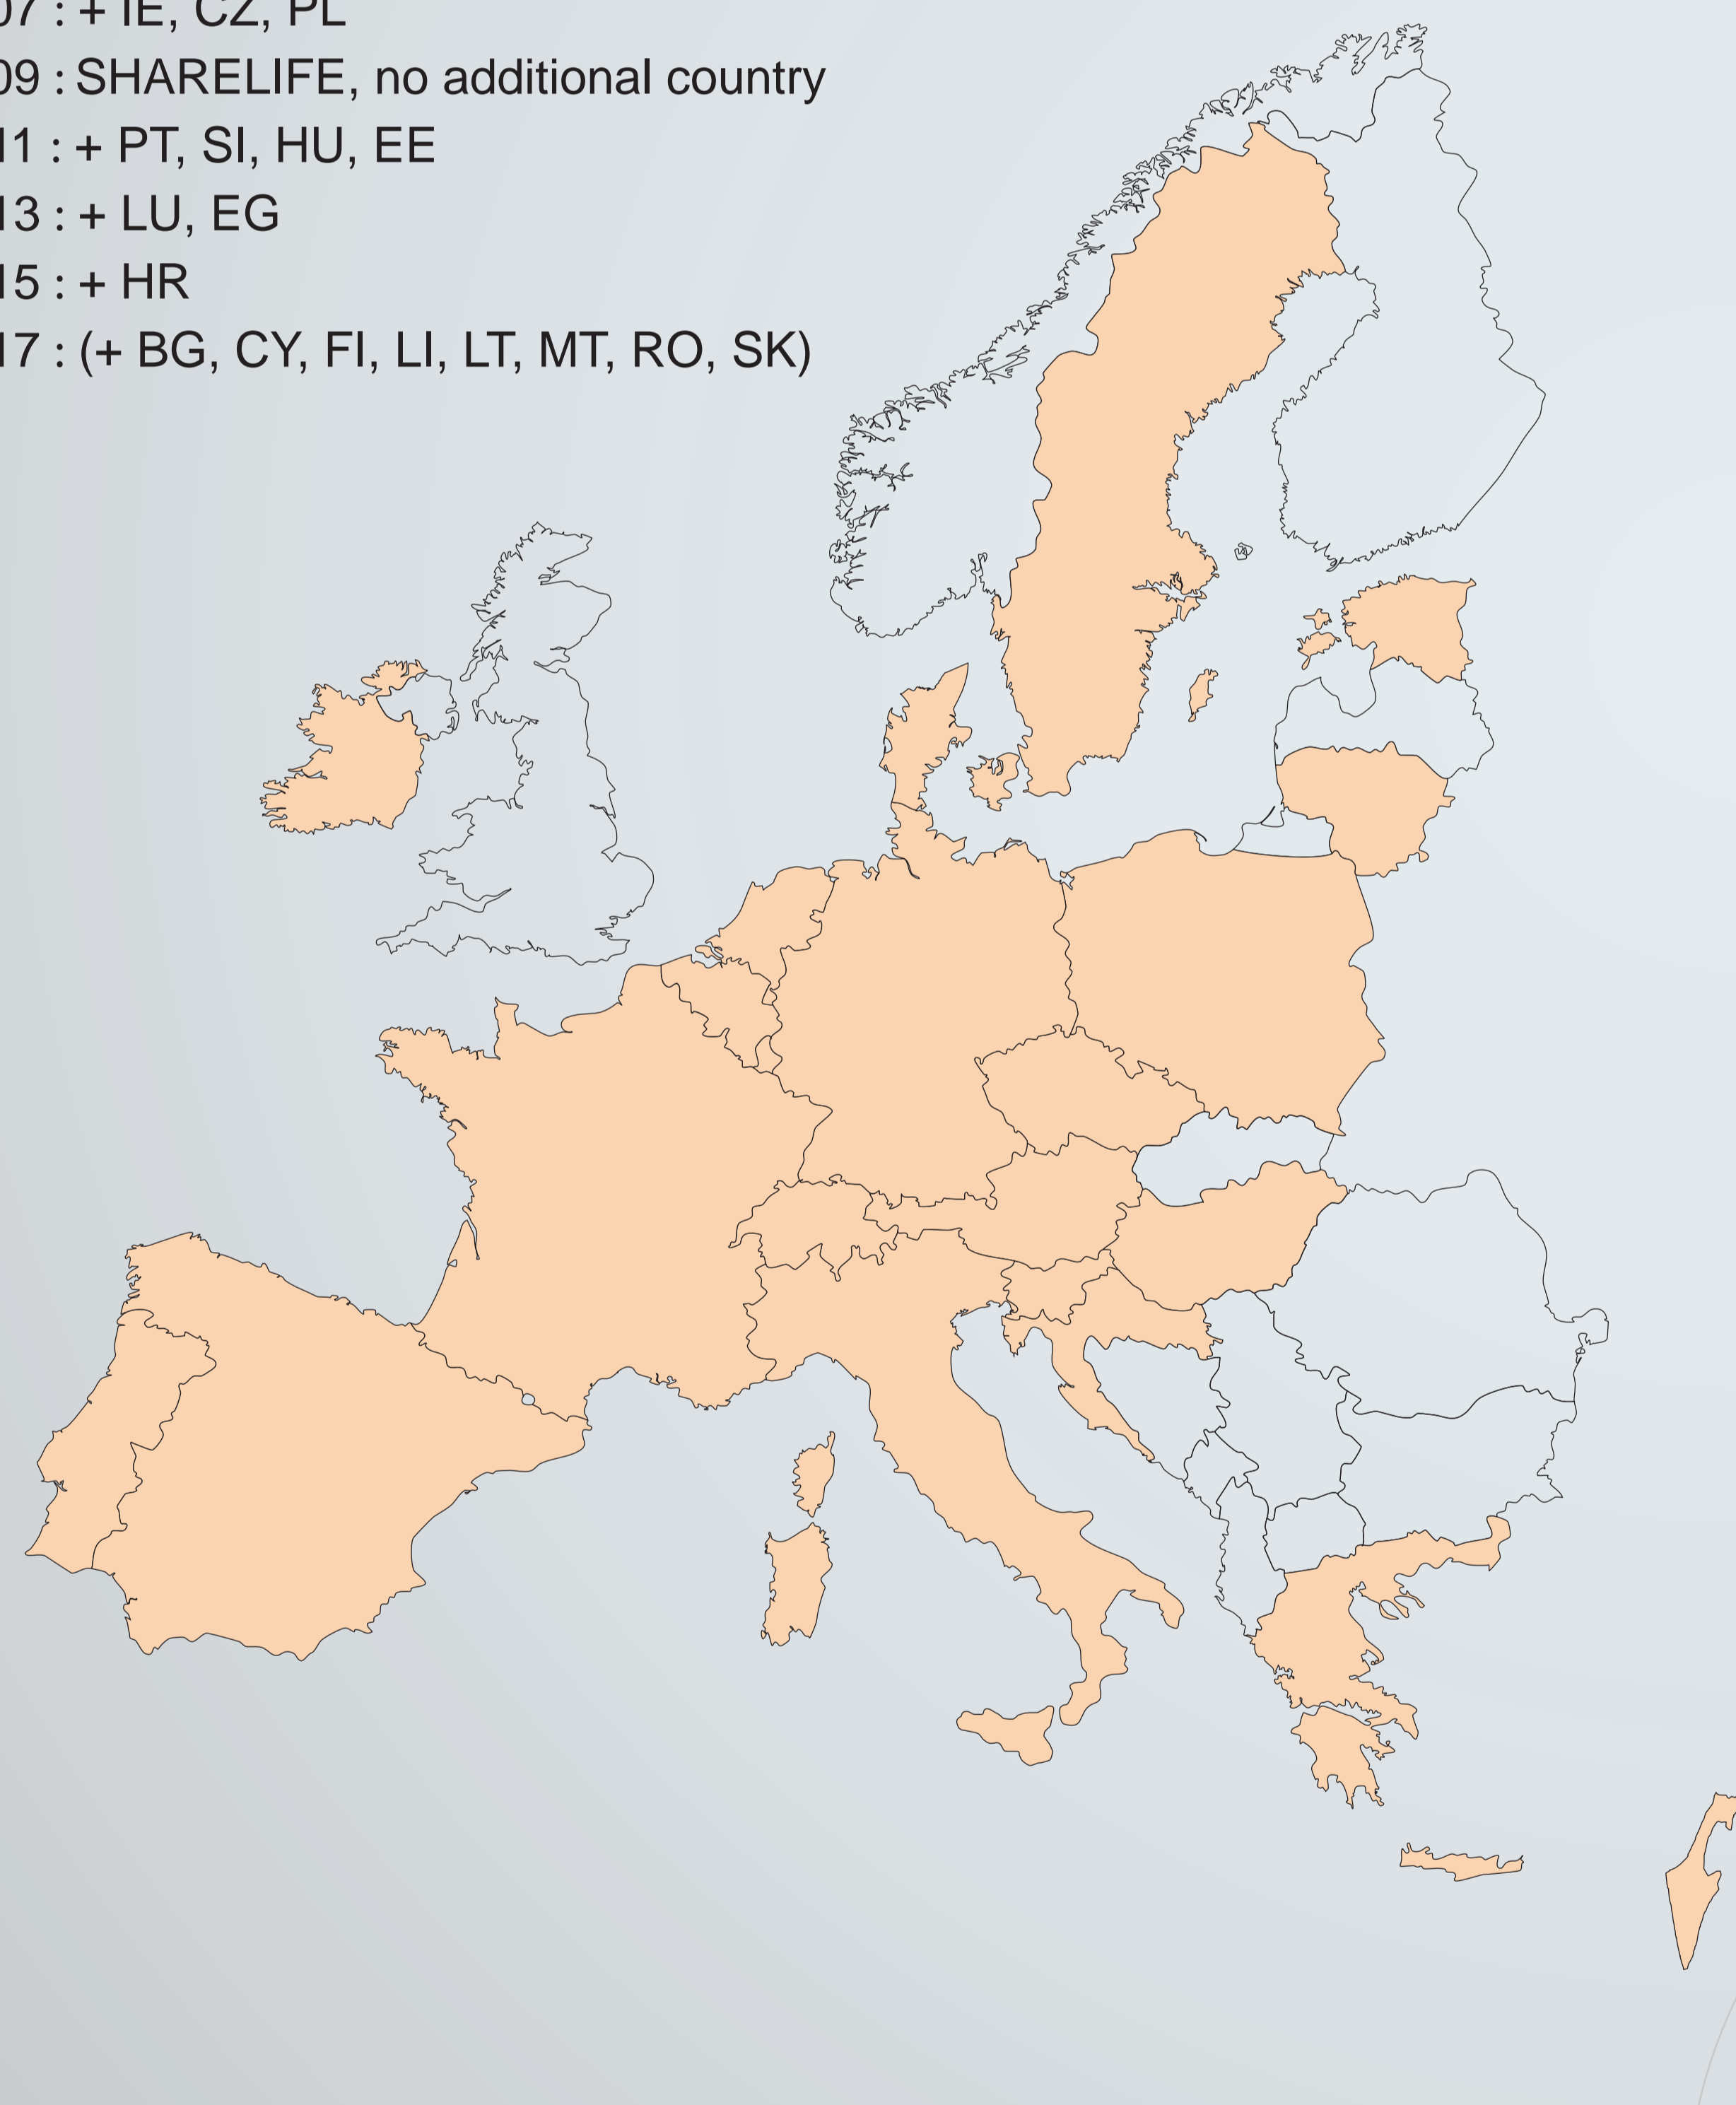 07 : + IE, CZ, PL
09 : SHARELIFE, no additional country
11 : + PT, SI, HU, EE
13 : + LU, EG
15 : + HR
17 : (+ BG, CY, FI, LI, LT, MT, RO, SK)